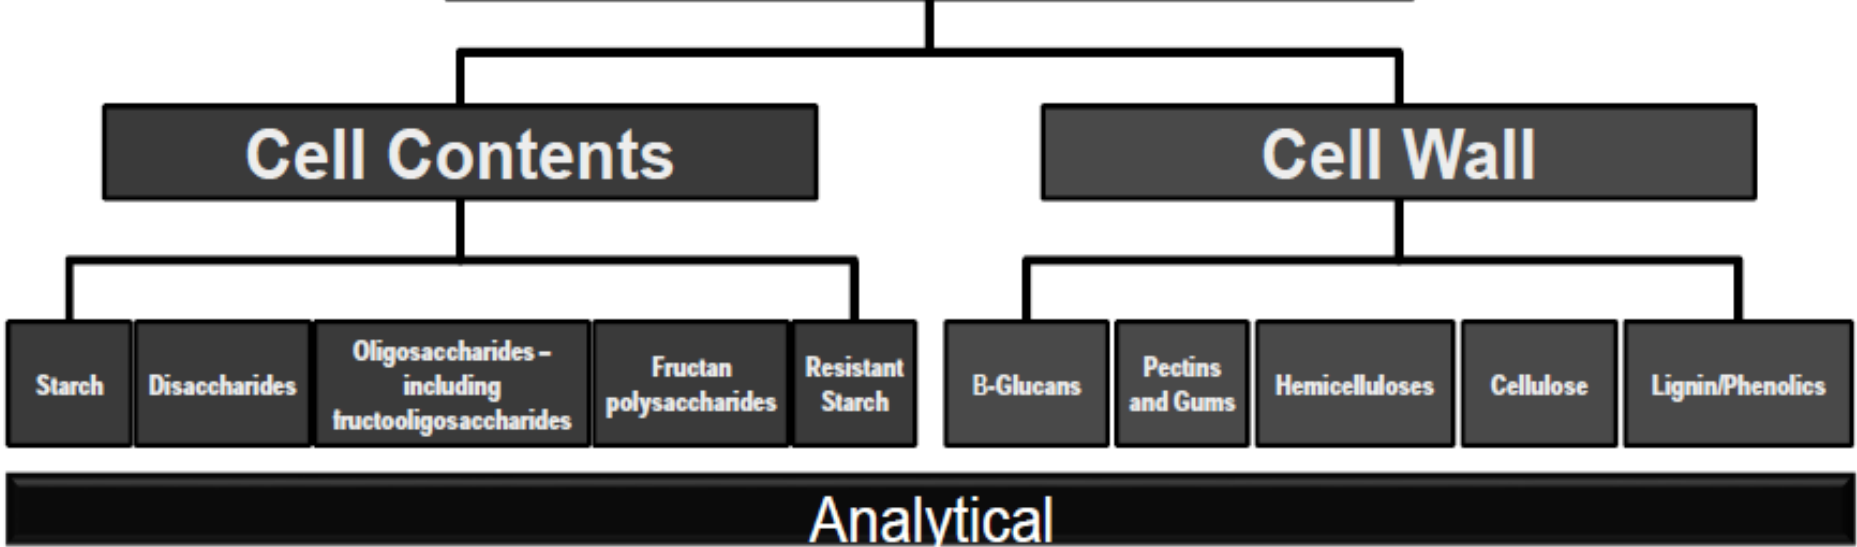 Cell Contents
Cell Wall
Starch
Disaccharides
Oligosaccharides –
including
fructooligosaccharides
Fructan
polysaccharides
Resistant
Starch
B-Glucans
Pectins
and Gums
Hemicelluloses
Cellulose
Lignin/Phenolics
Analytical